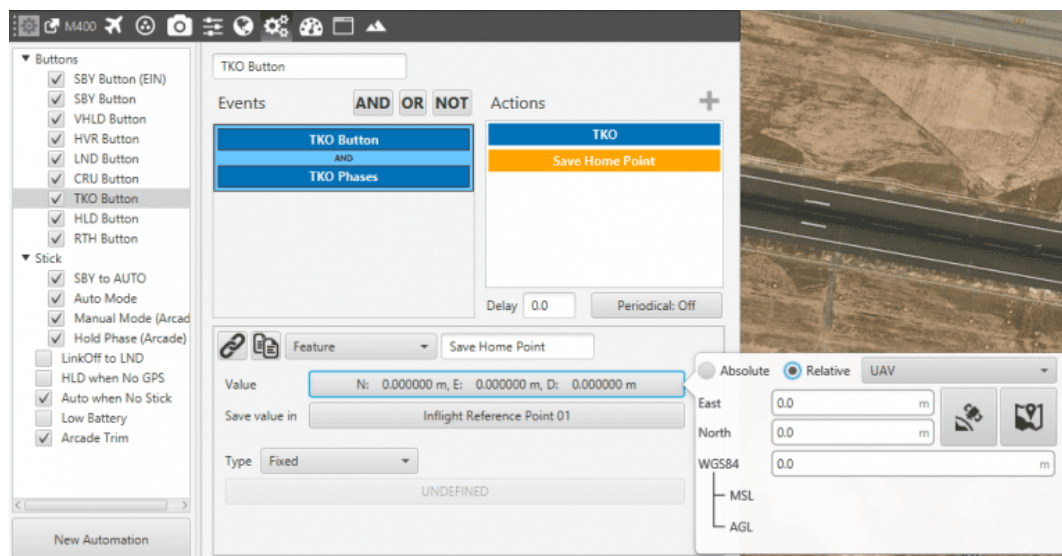 M400
Buttons
SBY Button (EIN)
SBY Button
VHLD Button
HVR Button
LND Button
CRU Button
TKO Button
HLD Button
RTH Button
Stick
SBY to AUTO
Auto Mode
Manual Mode (Arcad
Hold Phase (Arcade)
LinkOff to LND
HLD when No GPS
Auto when No Stick
Low Battery
Arcade Trim
New Automation
TKO Button
Events AND OR NOT
TKO Button
AND
TKO Phases
Actions
TKO
Save Home Point
Delay 0.0 Periodical: Off
Feature Save Home Point
Value N: 0.000000 m, E: 0.000000 m, D: 0.000000 m
Save value in Inflight Reference Point 01
Type Fixed
UNDEFINED
Absolute Relative UAV
East 0.0 m
North 0.0 m
WGS84 0.0 m
MSL
AGL